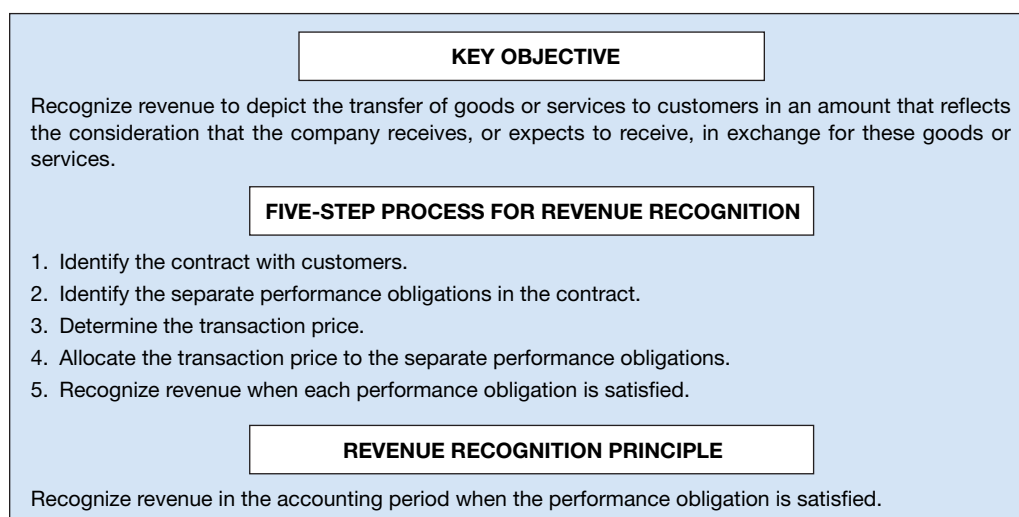 KEY OBJECTIVE
Recognize revenue to depict the transfer of goods or services to customers in an amount that reflects
the consideration that the company receives, or expects to receive, in exchange for these goods or
services.
FIVE-STEP PROCESS FOR REVENUE RECOGNITION
1. Identify the contract with customers.
2. Identify the separate performance obligations in the contract.
3. Determine the transaction price.
4. Allocate the transaction price to the separate performance obligations.
5. Recognize revenue when each performance obligation is satisfied.
REVENUE RECOGNITION PRINCIPLE
Recognize revenue in the accounting period when the performance obligation is satisfied.